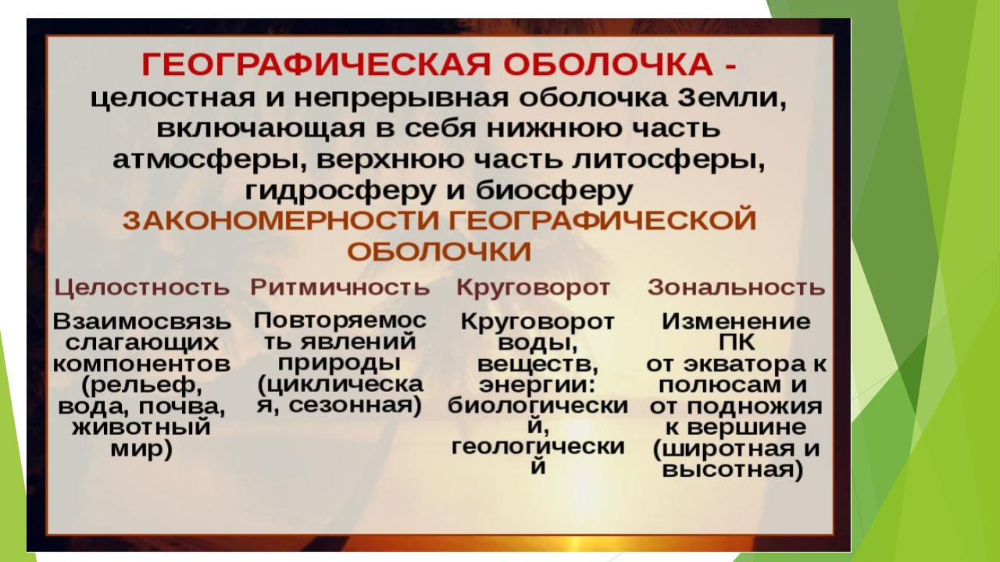 ГЕОГРАФИЧЕСКАЯ ОБОЛОЧКА -
целостная и непрерывная оболочка Земли,
включающая в себя нижнюю часть
атмосферы, верхнюю часть литосферы,
гидросферу и биосферу
ЗАКОНОМЕРНОСТИ ГЕОГРАФИЧЕСКОЙ
ОБОЛОЧКИ
Целостность
Взаимосвязь
слагающих
компонентов
(рельеф,
вода, почва,
животный
мир)
Ритмичность
Повторяемос
ть явлений
природы
(циклическа
я, сезонная)
Круговорот
Круговорот
воды,
веществ,
энергии:
биологически
й,
геологически
й
Зональность
Изменение
ПК
от экватора к
полюсам и
от подножия
к вершине
(широтная и
высотная)